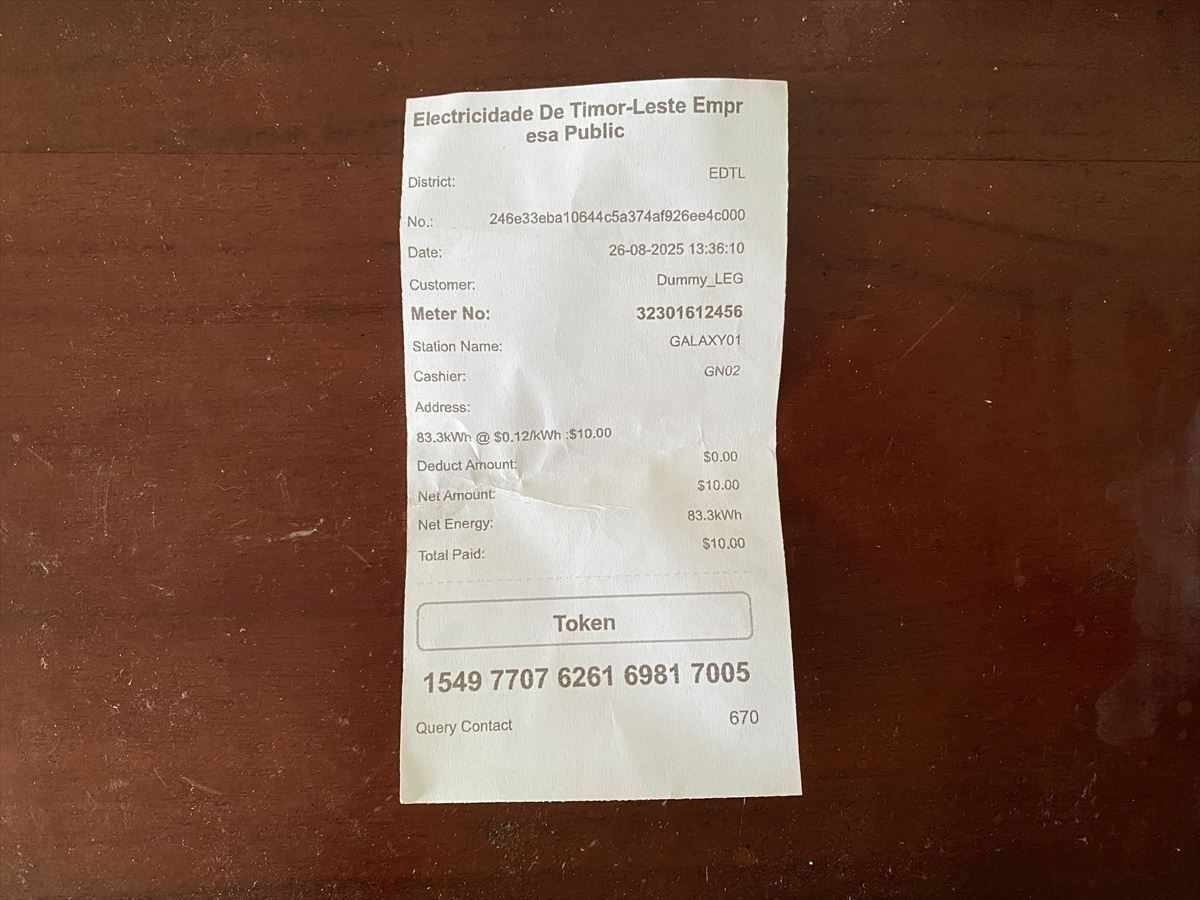 Electricidade De Timor-Leste Empr
esa Public
District: EDTL
No.: 246e33eba10644c5a374af926ee4c000
Date: 26-08-2025 13:36:10
Customer: Dummy_LEG
Meter No: 32301612456
Station Name: GALAXY01
Cashier: GN02
Address:
83.3kWh @ $0.12/kWh :$10.00
Deduct Amount: $0.00
Net Amount: $10.00
Net Energy: 83.3kWh
Total Paid: $10.00
Token
1549 7707 6261 6981 7005
Query Contact 670